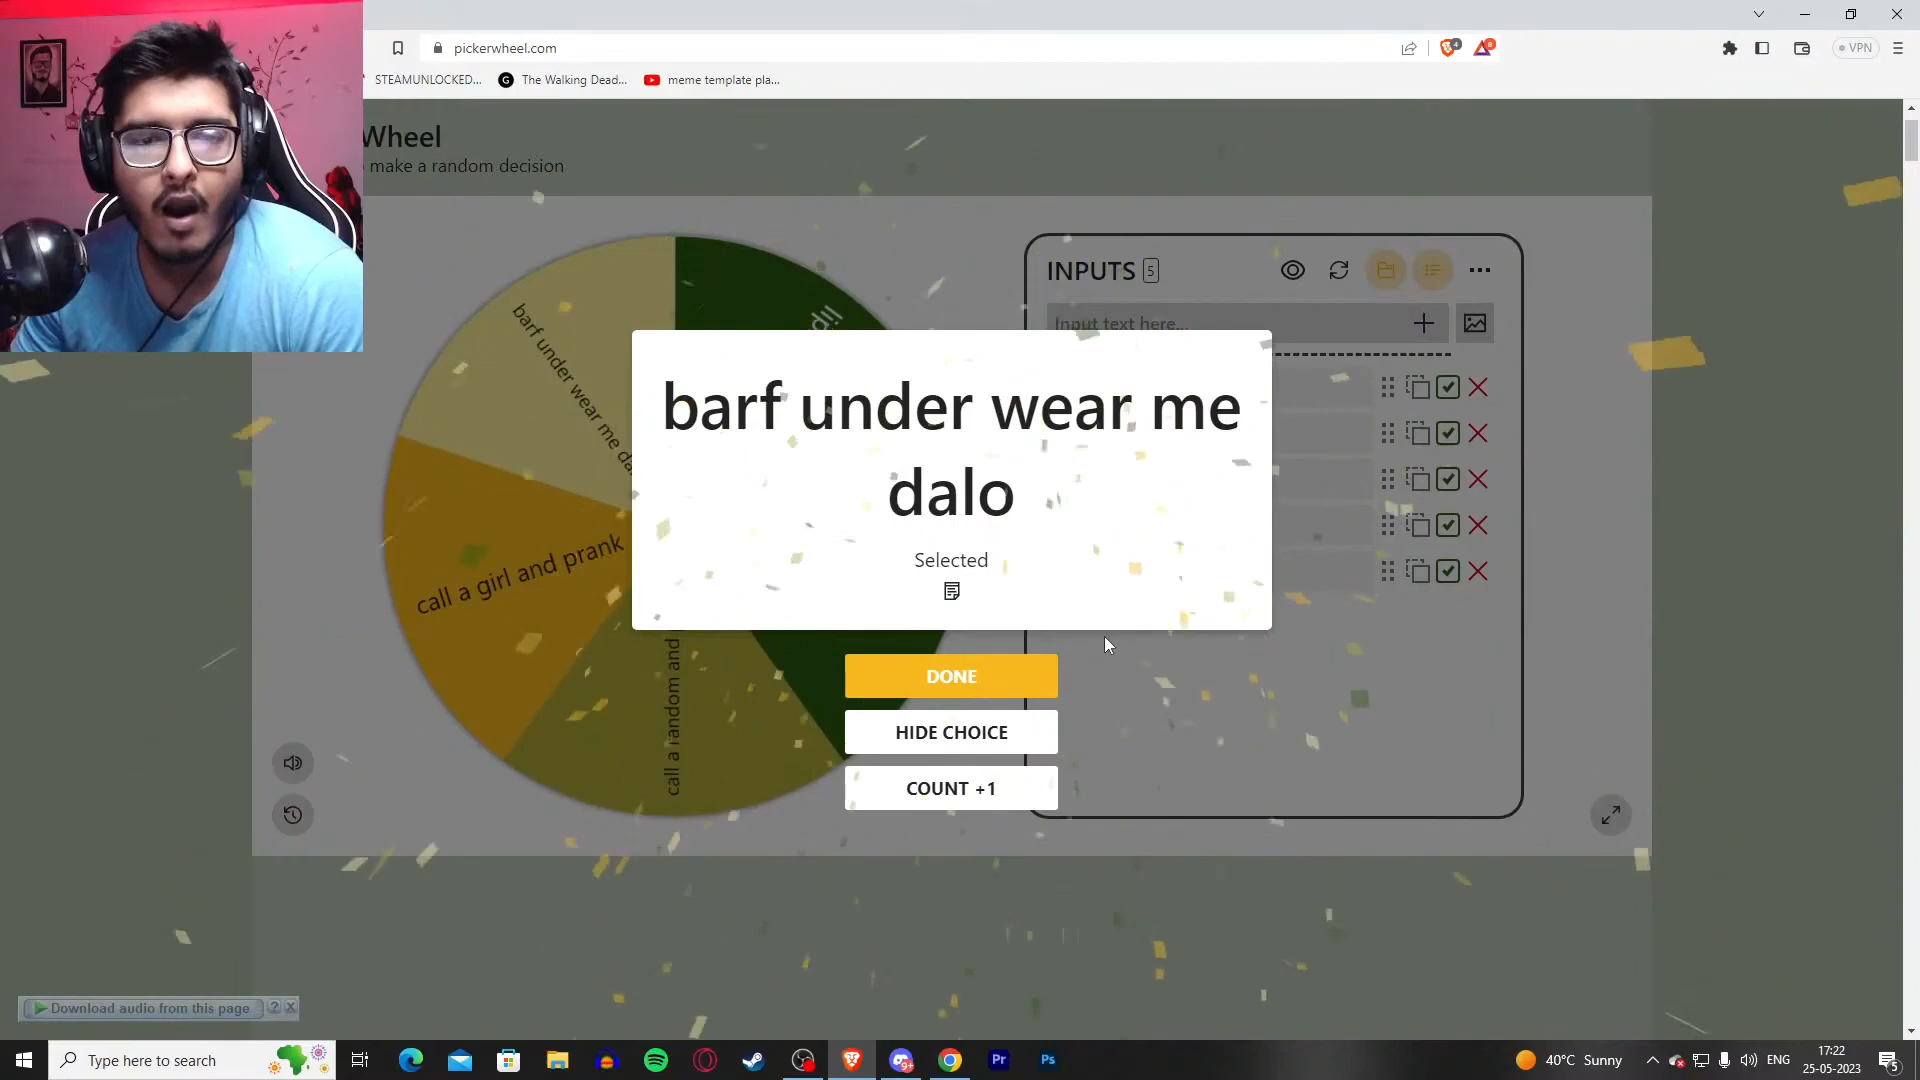 pickerwheel.com
VPN
STEAMUNLOCKED...
The Walking Dead...
meme template pla...
Wheel
make a random decision
INPUTS 5
Input text here...
barf under wear me
call a girl and prank
call a random and
barf under wear me
dalo
Selected
DONE
HIDE CHOICE
COUNT +1
Download audio from this page
Type here to search
40°C Sunny
ENG
17:22
25-05-2023